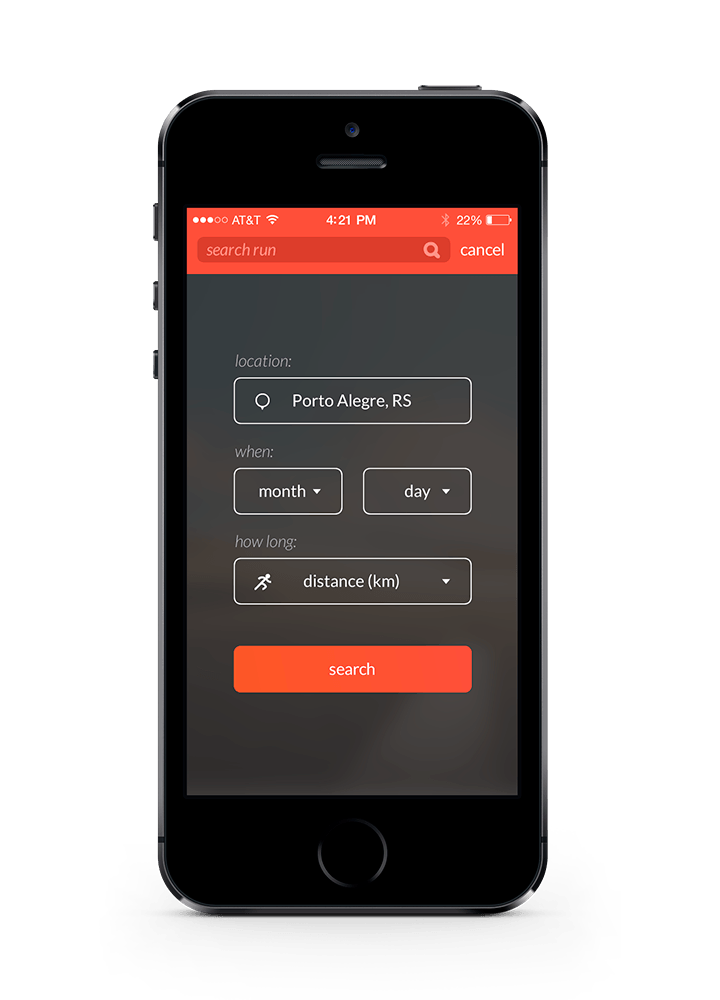 AT&T 4:21 PM 22%
search run cancel
location:
Porto Alegre, RS
when:
month day
how long:
distance (km)
search